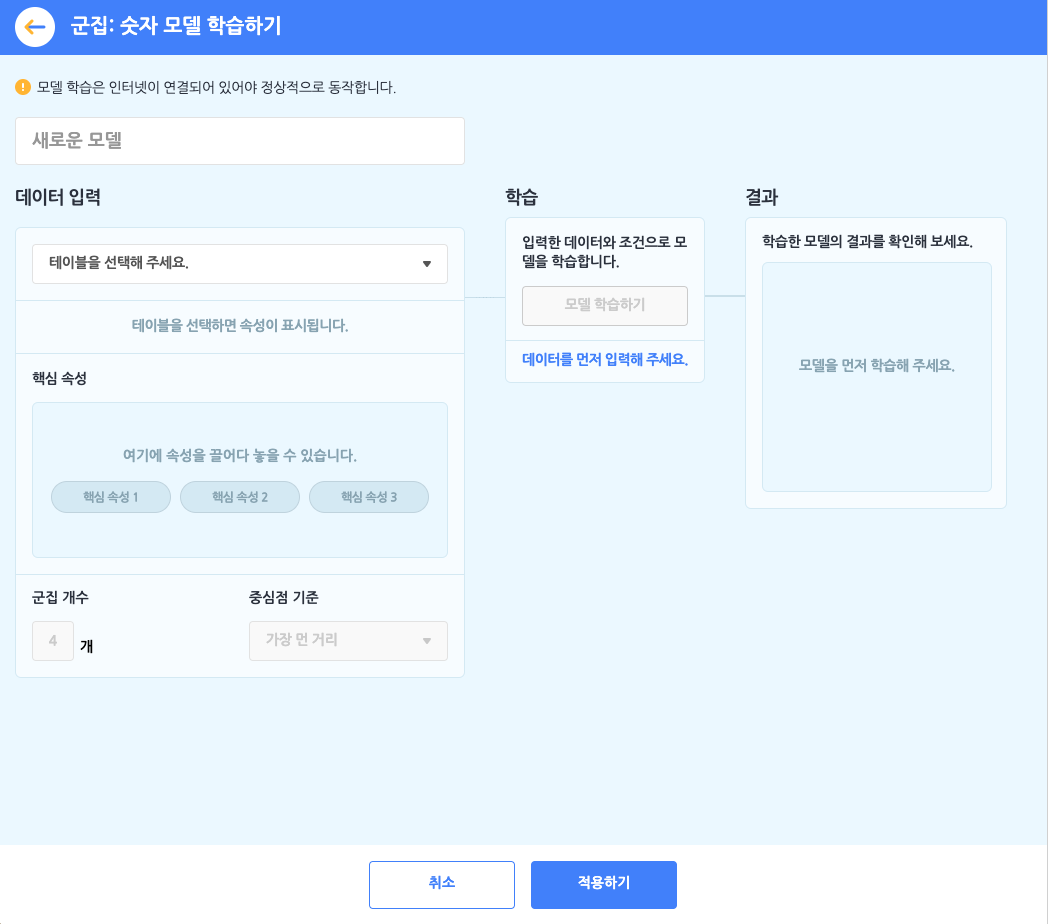 군집: 숫자 모델 학습하기
모델 학습은 인터넷이 연결되어 있어야 정상적으로 동작합니다.
새로운 모델
데이터 입력
테이블을 선택해 주세요.
테이블을 선택하면 속성이 표시됩니다.
핵심 속성
여기에 속성을 끌어다 놓을 수 있습니다.
핵심 속성 1
핵심 속성 2
핵심 속성 3
군집 개수
4 개
중심점 기준
가장 먼 거리
학습
입력한 데이터와 조건으로 모
델을 학습합니다.
모델 학습하기
데이터를 먼저 입력해 주세요.
결과
학습한 모델의 결과를 확인해 보세요.
모델을 먼저 학습해 주세요.
취소
적용하기